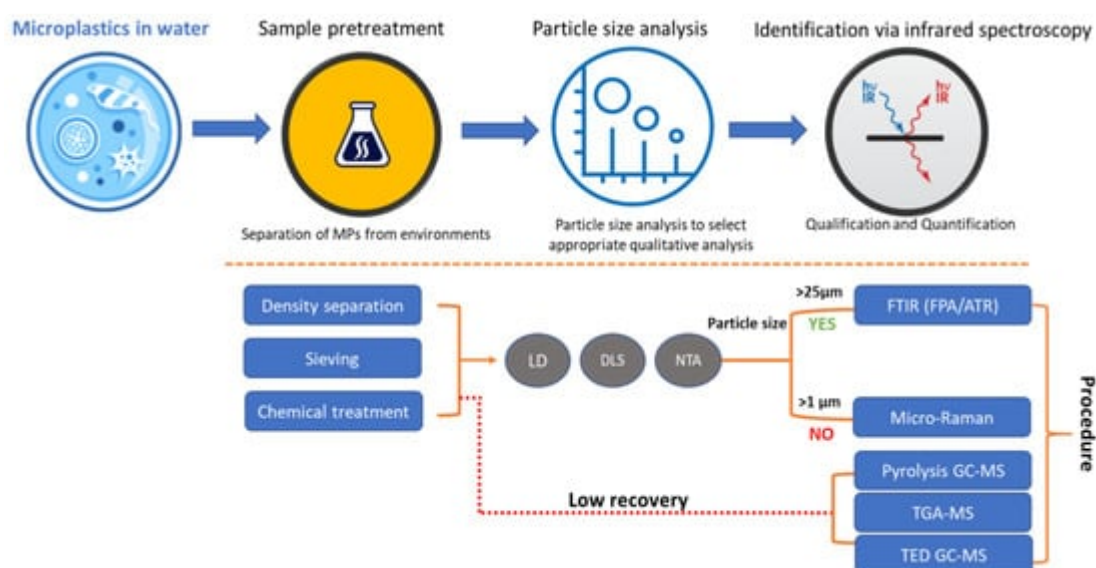 Microplastics in water
Sample pretreatment
Particle size analysis
Identification via infrared spectroscopy
hν
IR
hν
IR
Separation of MPs from environments
Particle size analysis to select
appropriate qualitative analysis
Qualification and Quantification
Density separation
Sieving
Chemical treatment
LD
DLS
NTA
Particle size
>25μm
YES
>1 μm
NO
FTIR (FPA/ATR)
Micro-Raman
Pyrolysis GC-MS
TGA-MS
TED GC-MS
Low recovery
Procedure